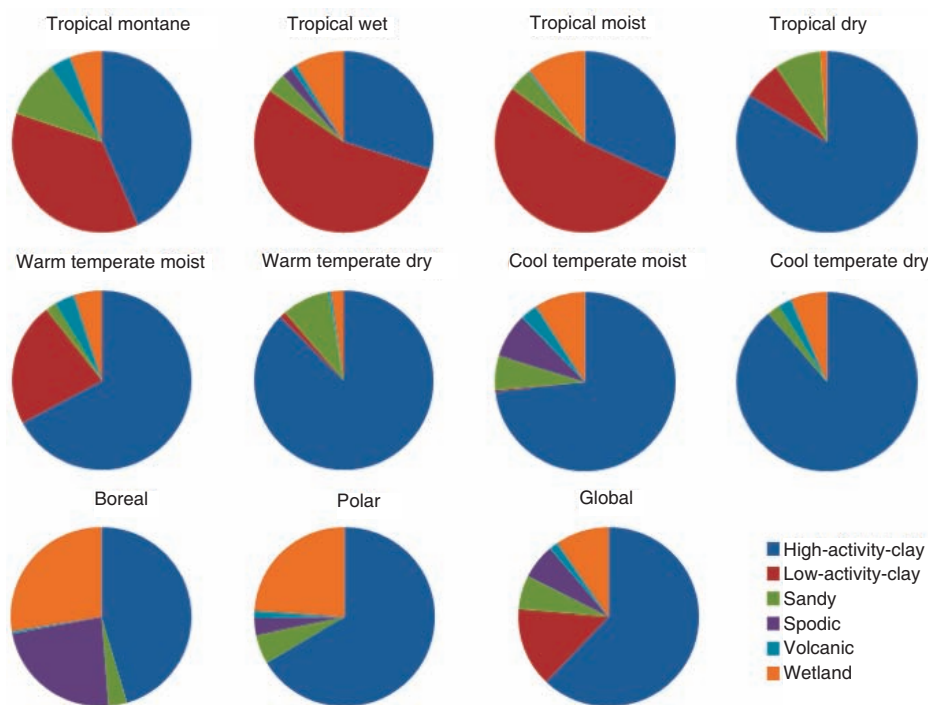 Tropical montane
Tropical wet
Tropical moist
Tropical dry
Warm temperate moist
Warm temperate dry
Cool temperate moist
Cool temperate dry
Boreal
Polar
Global
High-activity-clay
Low-activity-clay
Sandy
Spodic
Volcanic
Wetland